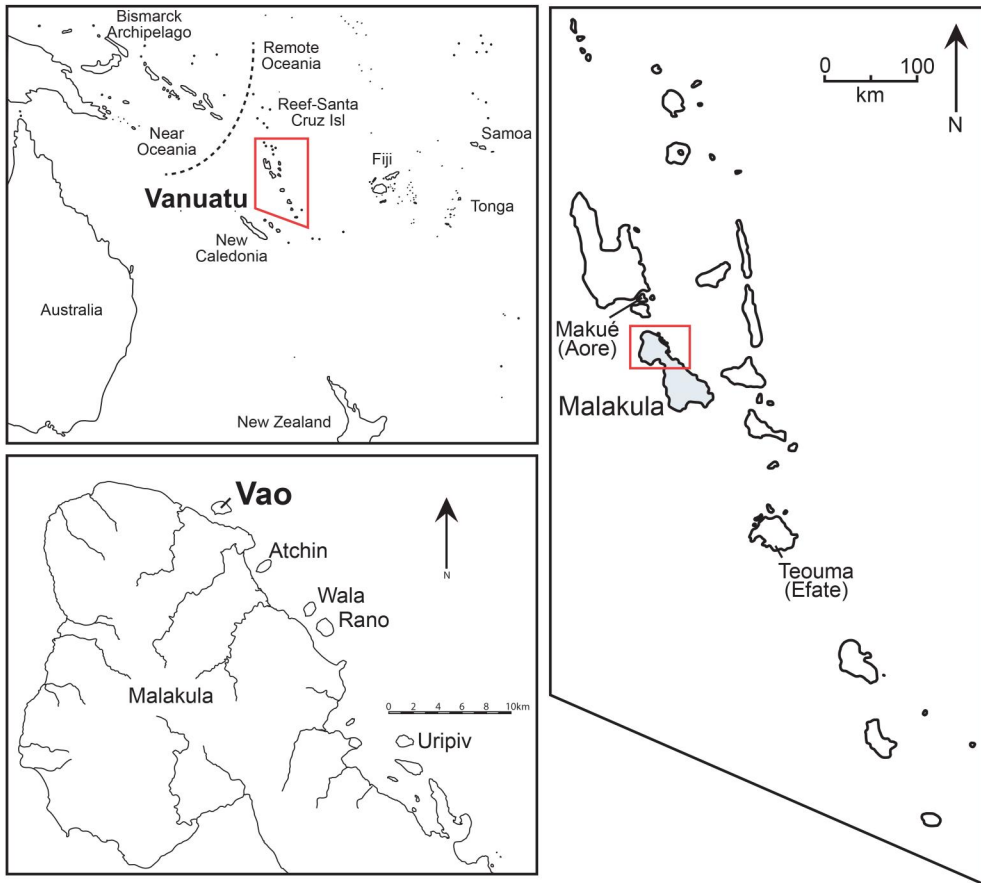 Bismarck
Archipelago
Remote
Oceania
Reef-Santa
Cruz Isl
Near
Oceania
Samoa
Fiji
Vanuatu
Tonga
New
Caledonia
Australia
New Zealand
Vao
Atchin
N
Wala
Rano
Malakula
0 2 4 6 8 10km
Uripiv
0 100
km
N
Makué
(Aore)
Malakula
Teouma
(Efate)